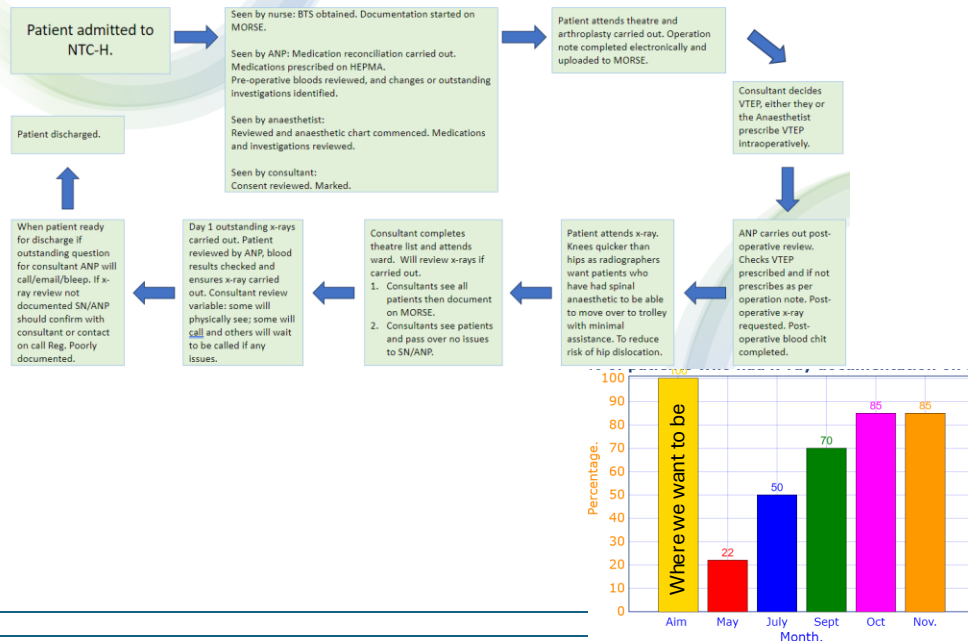 Patient admitted to
NTC-H.
Seen by nurse: BTS obtained. Documentation started on
MORSE.
Seen by ANP: Medication reconciliation carried out.
Medications prescribed on HEPMA.
Pre-operative bloods reviewed, and changes or outstanding
investigations identified.
Seen by anaesthetist:
Reviewed and anaesthetic chart commenced. Medications
and investigations reviewed.
Seen by consultant:
Consent reviewed. Marked.
Patient attends theatre and
arthroplasty carried out. Operation
note completed electronically and
uploaded to MORSE.
Consultant decides
VTEP, either they or
the Anaesthetist
prescribe VTEP
intraoperatively.
ANP carries out post-
operative review.
Checks VTEP
prescribed and if not
prescribes as per
operation note. Post-
operative x-ray
requested. Post-
operative blood chit
completed.
Patient attends x-ray.
Knees quicker than
hips as radiographers
want patients who
have had spinal
anaesthetic to be able
to move over to trolley
with minimal
assistance. To reduce
risk of hip dislocation.
Consultant completes
theatre list and attends
ward. Will review x-rays if
carried out.
1. Consultants see all
patients then document
on MORSE.
2. Consultants see patients
and pass over no issues
to SN/ANP.
Day 1 outstanding x-rays
carried out. Patient
reviewed by ANP, blood
results checked and
ensures x-ray carried
out. Consultant review
variable: some will
physically see; some will
call and others will wait
to be called if any
issues.
When patient ready
for discharge if
outstanding question
for consultant ANP will
call/email/bleep. If x-
ray review not
documented SN/ANP
should confirm with
consultant or contact
on call Reg. Poorly
documented.
Patient discharged.
100
90
80
70
60
50
40
30
20
10
0
Percentage.
100
Where we want to be
22
50
70
85
85
Aim May July Sept Oct Nov.
Month.